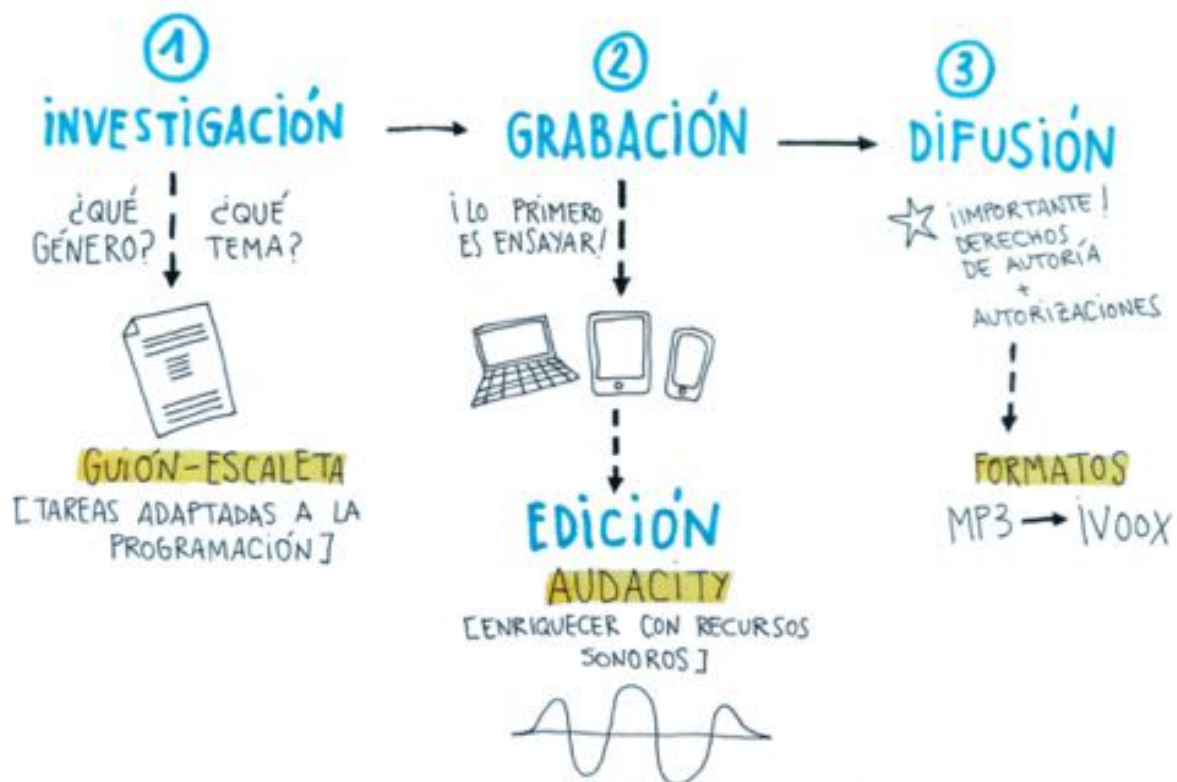 1
INVESTIGACIÓN
¿QUÉ
GÉNERO?
¿QUÉ
TEMA?
GUIÓN-ESCALETA
[TAREAS ADAPTADAS A LA
PROGRAMACIÓN]
2
GRABACIÓN
¡LO PRIMERO
ES ENSAYAR!
EDICIÓN
AUDACITY
[ENRIQUECER CON RECURSOS
SONOROS]
3
DIFUSIÓN
¡IMPORTANTE!
DERECHOS
DE AUTORÍA
+
AUTORIZACIONES
FORMATOS
MP3 → iVOOX